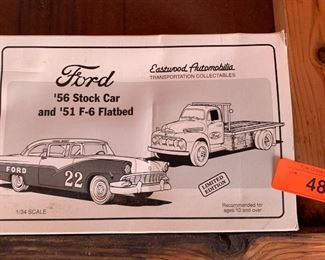 Ford
'56 Stock Car
and '51 F-6 Flatbed
Eastwood Automobilia
TRANSPORTATION COLLECTABLES
FORD
22
LIMITED
EDITION
1/34 SCALE
Recommended for
ages 10 and over
48